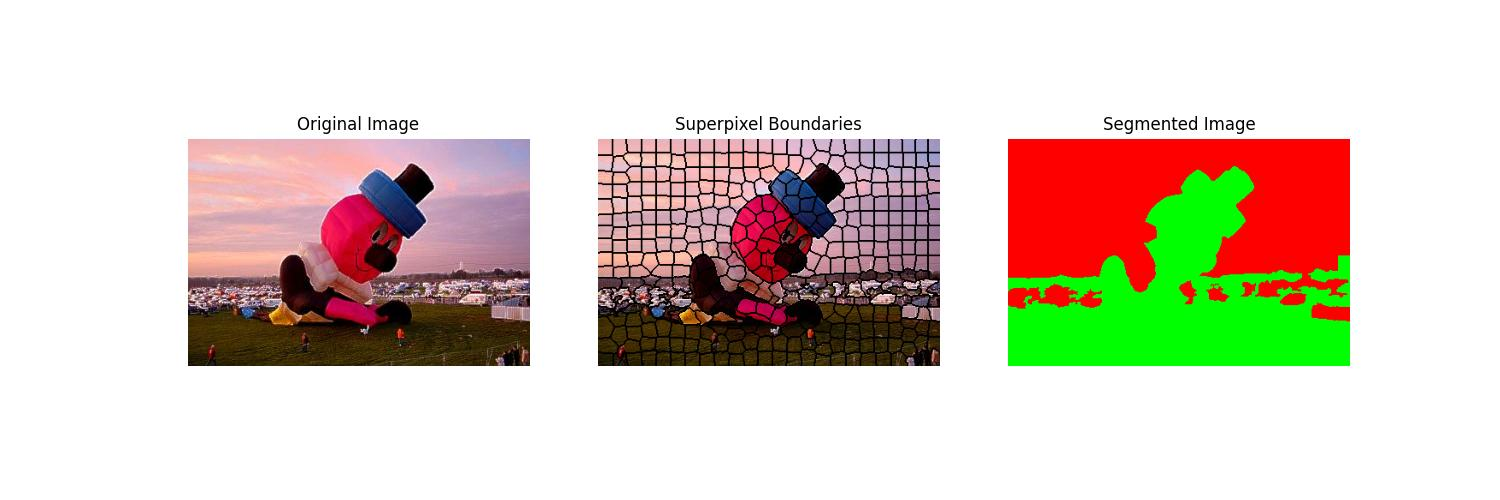 Original Image
Superpixel Boundaries
Segmented Image